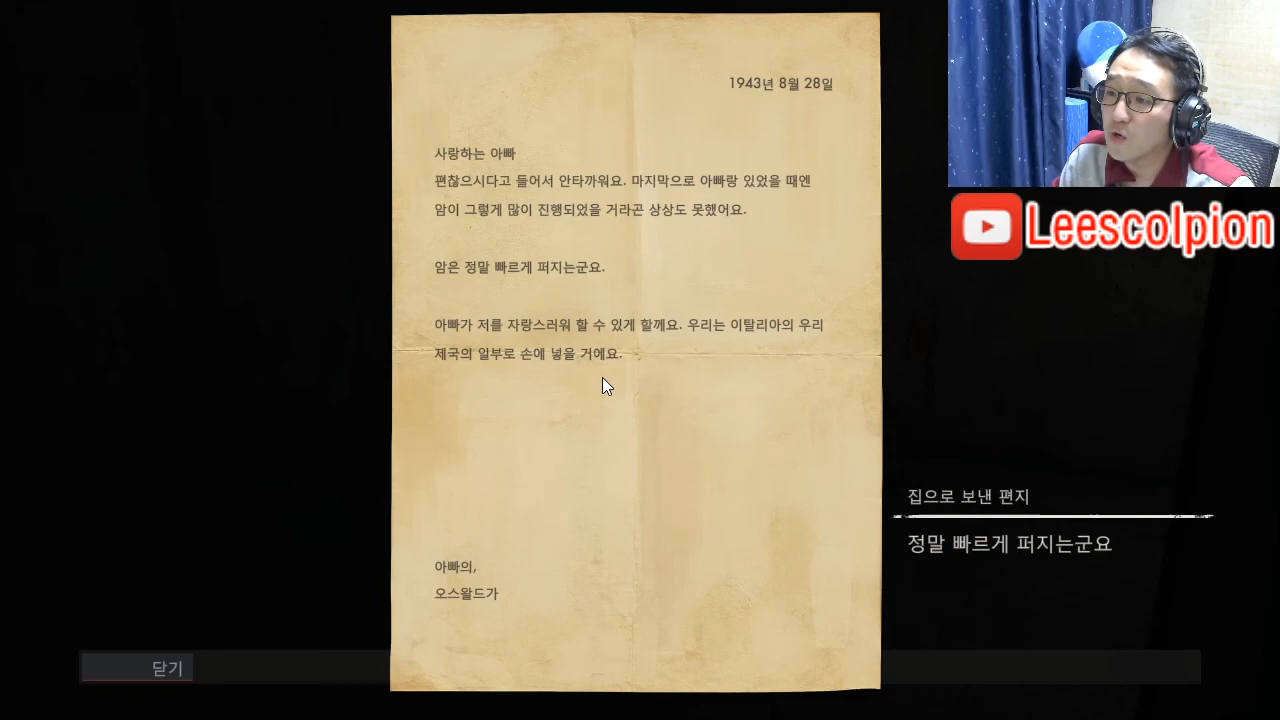 1943년 8월 28일
사랑하는 아빠
편찮으시다고 들어서 안타까워요. 마지막으로 아빠랑 있었을 때엔
암이 그렇게 많이 진행되었을 거라곤 상상도 못했어요.
암은 정말 빠르게 퍼지는군요.
아빠가 저를 자랑스러워 할 수 있게 할께요. 우리는 이탈리아의 우리
제국의 일부로 손에 넣을 거에요.
아빠의,
오스왈드가
Leescolpion
집으로 보낸 편지
정말 빠르게 퍼지는군요
닫기